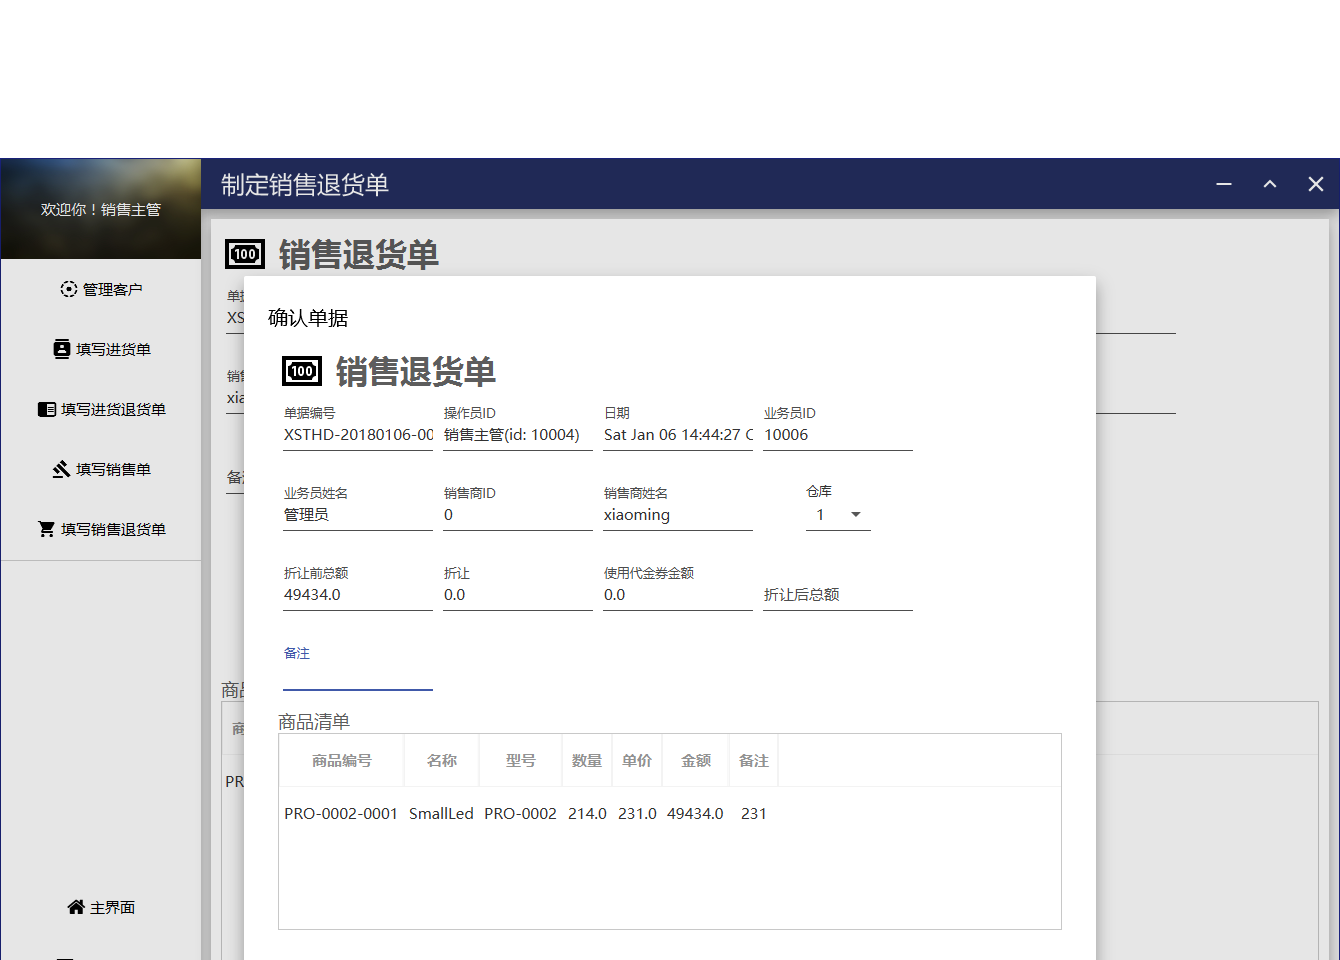 制定销售退货单
欢迎你！销售主管
管理客户
填写进货单
填写进货退货单
填写销售单
填写销售退货单
主界面
100 销售退货单
XS
xia
PR
确认单据
100 销售退货单
单据编号 操作员ID 日期 业务员ID
XSTHD-20180106-00 销售主管(id: 10004) Sat Jan 06 14:44:27 C 10006
业务员姓名 销售商ID 销售商姓名 仓库
管理员 0 xiaoming 1
折让前总额 折让 使用代金券金额
49434.0 0.0 0.0 折让后总额
备注
商品清单
商品编号 名称 型号 数量 单价 金额 备注
PRO-0002-0001 SmallLed PRO-0002 214.0 231.0 49434.0 231